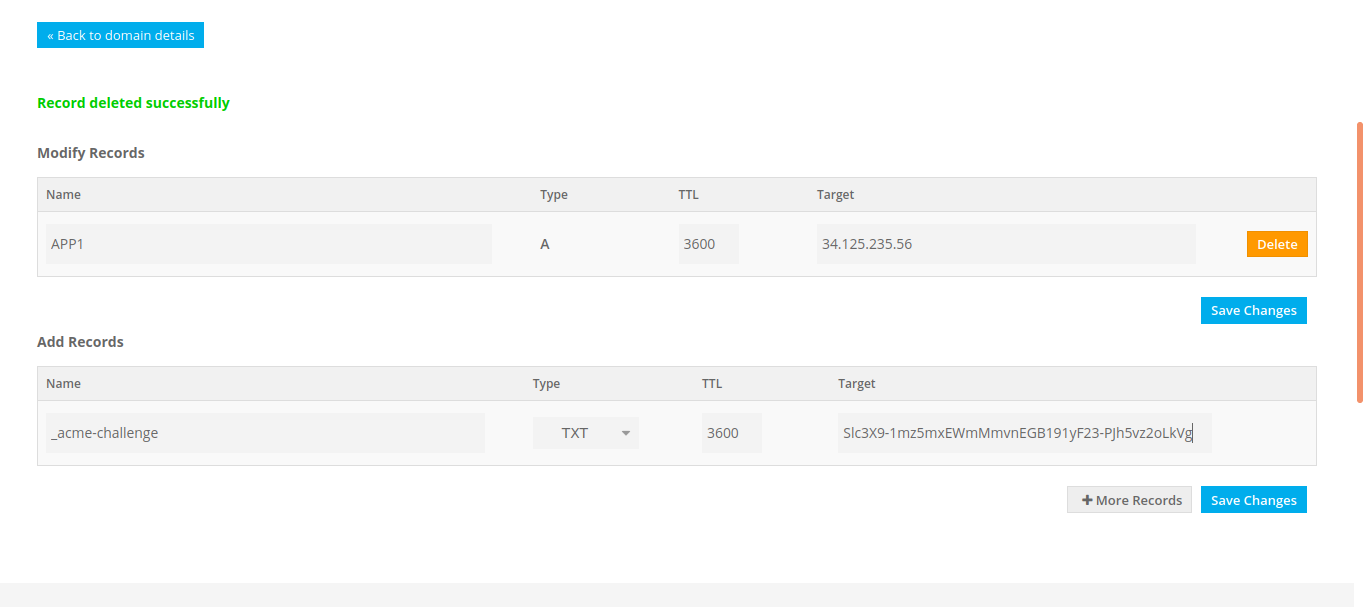 « Back to domain details
Record deleted successfully
Modify Records
Name Type TTL Target
APP1 A 3600 34.125.235.56 Delete
Save Changes
Add Records
Name Type TTL Target
_acme-challenge TXT 3600 Slc3X9-1mz5mxEWmMmvnEGB191yF23-PJh5vz2oLkVg
+ More Records Save Changes